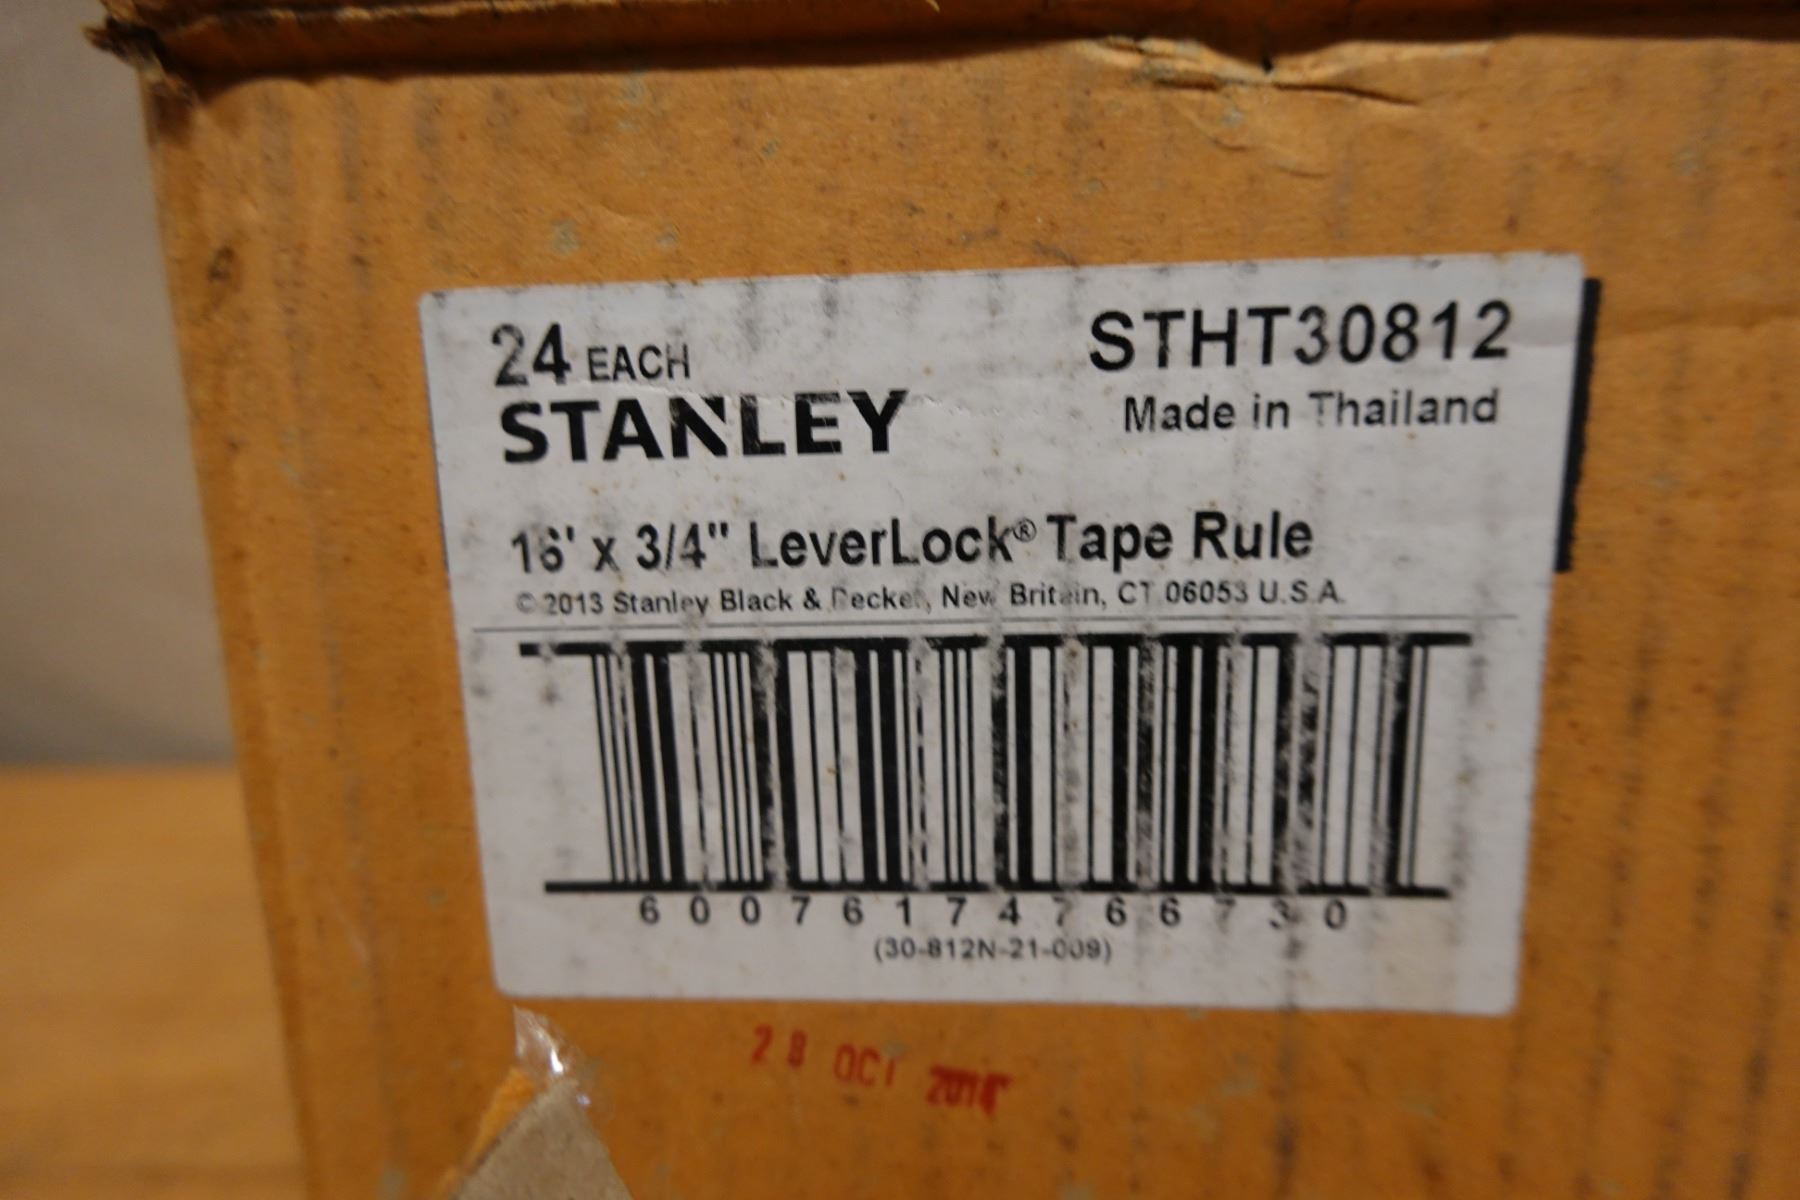 24 EACH
STHT30812
STANLEY
Made in Thailand
16' x 3/4" LeverLock® Tape Rule
© 2013 Stanley Black & Decker, New Britain, CT 06053 U.S.A.
6 0 0 7 6 1 7 4 7 6 6 7 3 0
(30-812N-21-009)
28 OCT